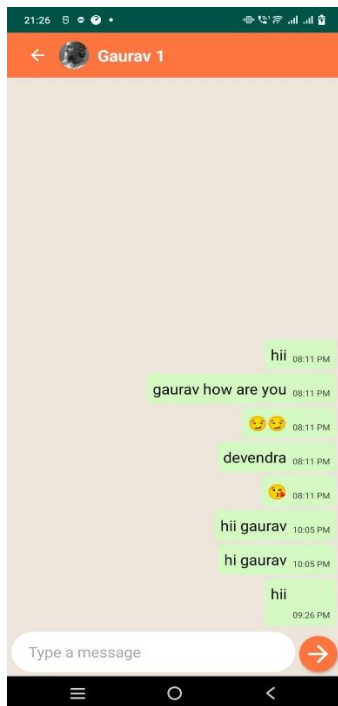 21:26
Gaurav 1
hii 08:11 PM
gaurav how are you 08:11 PM
😏😏 08:11 PM
devendra 08:11 PM
😘 08:11 PM
hii gaurav 10:05 PM
hi gaurav 10:05 PM
hii
09:26 PM
Type a message